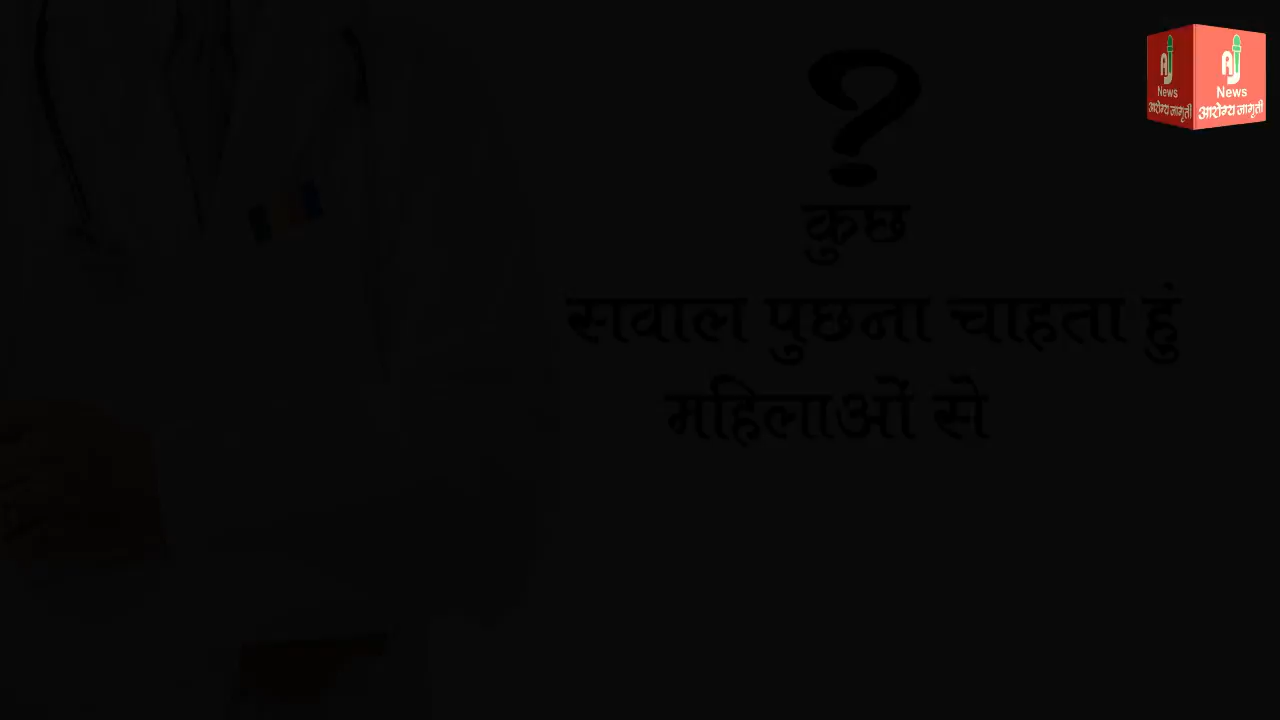 ?
कुछ
सवाल पुछना चाहता हुं
महिलाओं से
AJ AJ
News News
आरोग्य जागृती आरोग्य जागृती